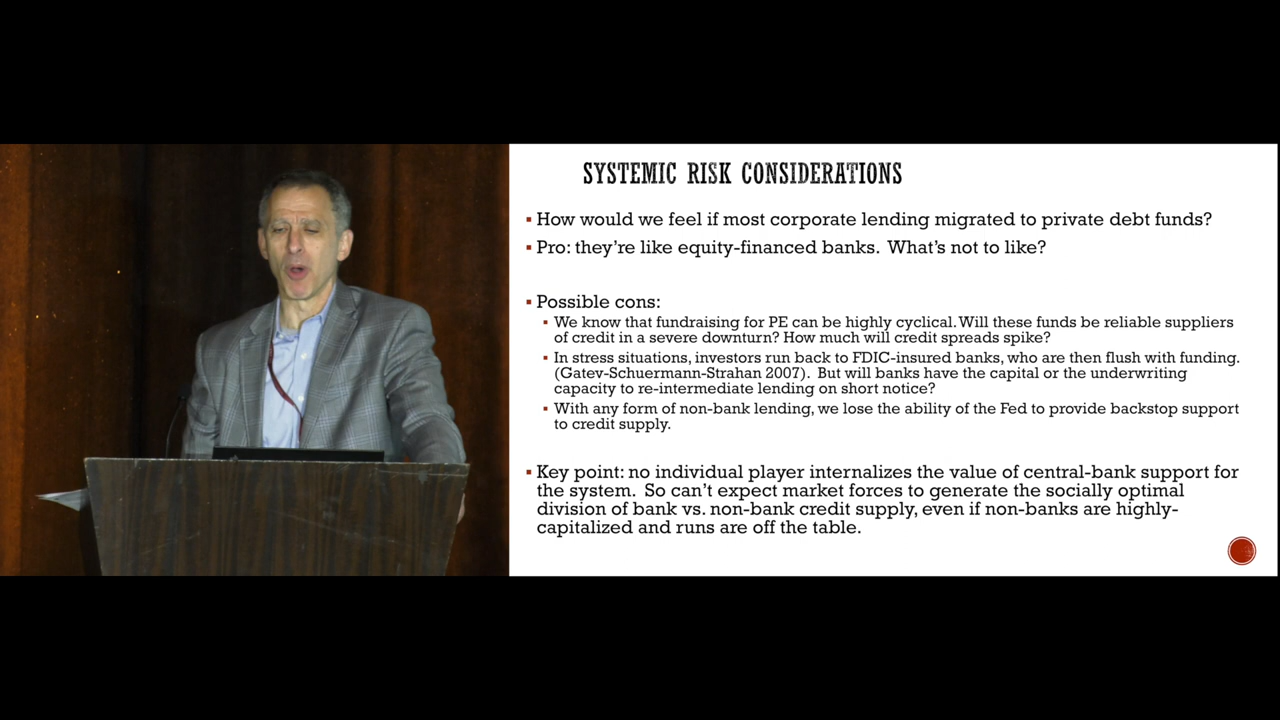 SYSTEMIC RISK CONSIDERATIONS
▪ How would we feel if most corporate lending migrated to private debt funds?
▪ Pro: they're like equity-financed banks.  What's not to like?
▪ Possible cons:
▪ We know that fundraising for PE can be highly cyclical. Will these funds be reliable suppliers
of credit in a severe downturn? How much will credit spreads spike?
▪ In stress situations, investors run back to FDIC-insured banks, who are then flush with funding.
(Gatev-Schuermann-Strahan 2007).  But will banks have the capital or the underwriting
capacity to re-intermediate lending on short notice?
▪ With any form of non-bank lending, we lose the ability of the Fed to provide backstop support
to credit supply.
▪ Key point: no individual player internalizes the value of central-bank support for
the system.  So can't expect market forces to generate the socially optimal
division of bank vs. non-bank credit supply, even if non-banks are highly-
capitalized and runs are off the table.